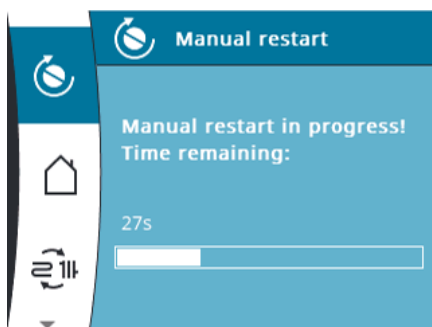 Manual restart
Manual restart in progress!
Time remaining:
27s